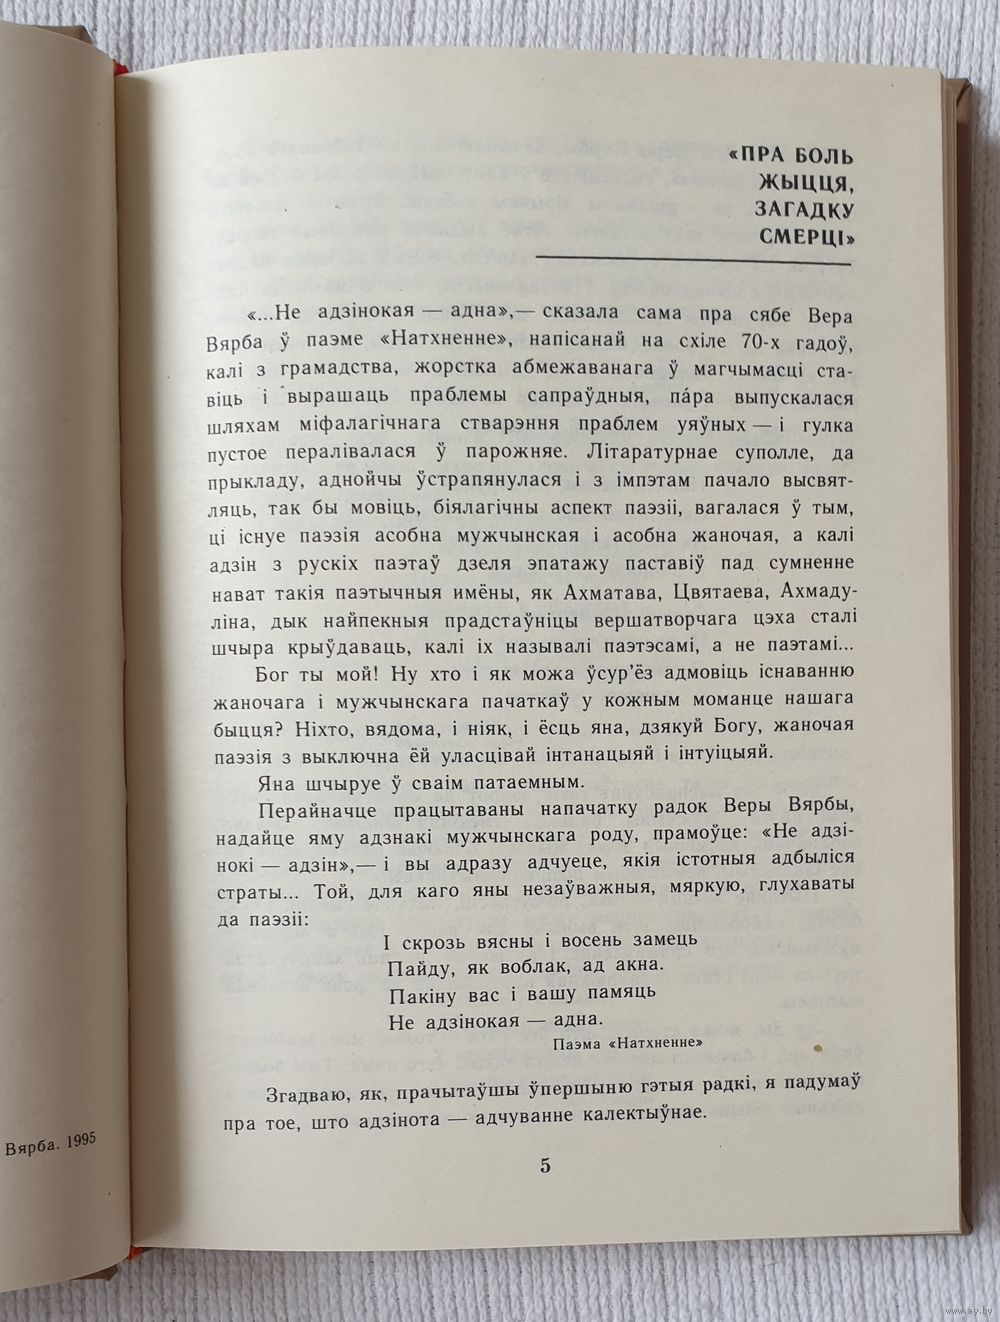 «ПРА БОЛЬ
ЖЫЦЦЯ,
ЗАГАДКУ
СМЕРЦІ»
«...Не адзінокая — адна»,— сказала сама пра сябе Вера
Вярба ў паэме «Натхненне», напісанай на схіле 70-х гадоў,
калі з грамадства, жорстка абмежаванага ў магчымасці ста-
віць і вырашаць праблемы сапраўдныя, па́ра выпускалася
шляхам міфалагічнага стварэння праблем уяўных — і гулка
пустое пералівалася ў парожняе. Літаратурнае суполле, да
прыкладу, аднойчы ўстрапянулася і з імпэтам пачало высвят-
ляць, так бы мовіць, біялагічны аспект паэзіі, вагалася ў тым,
ці існуе паэзія асобна мужчынская і асобна жаночая, а калі
адзін з рускіх паэтаў дзеля эпатажу паставіў пад сумненне
нават такія паэтычныя имёны, як Ахматава, Цвятаева, Ахмаду-
ліна, дык найпекныя прадстаўніцы вершатворчага цэха сталі
шчыра крыўдаваць, калі іх называлі паэтэсамі, а не паэтамі...
Бог ты мой! Ну хто і як можа ўсур’ёз адмовіць існаванню
жаночага і мужчынскага пачаткаў у кожным моманце нашага
быцця? Ніхто, вядома, і ніяк, і ёсць яна, дзякуй Богу, жаночая
паэзія з выключна ёй уласцівай інтанацыяй і інтуіцыяй.
Яна шчыруе ў сваім патаемным.
Перайначце працытаваны напачатку радок Веры Вярбы,
надайце яму адзнакі мужчынскага роду, прамоўце: «Не адзі-
нокі — адзін»,— і вы адразу адчуеце, якія істотныя адбыліся
страты... Той, для каго яны незаўважныя, мяркую, глухаваты
да паэзіі:
І скрозь вясны і восень замець
Пайду, як воблак, ад акна.
Пакіну вас і вашу памяць
Не адзінокая — адна.
Паэма «Натхненне»
Згадваю, як, прачытаўшы ўпершыню гэтыя радкі, я падумаў
пра тое, што адзінота — адчуванне калектыўнае.
5
Вярба. 1995
www.ay.by